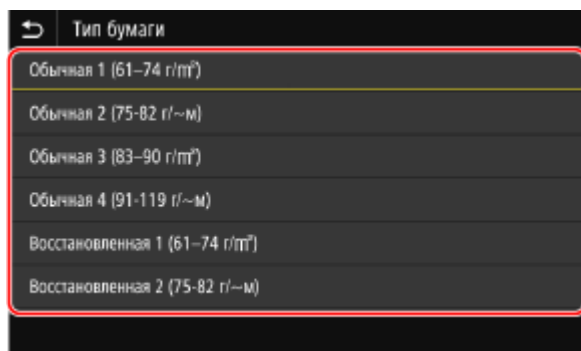 Тип бумаги
Обычная 1 (61–74 г/m²)
Обычная 2 (75-82 г/~м)
Обычная 3 (83–90 г/m²)
Обычная 4 (91-119 г/~м)
Восстановленная 1 (61–74 г/m²)
Восстановленная 2 (75-82 г/~м)